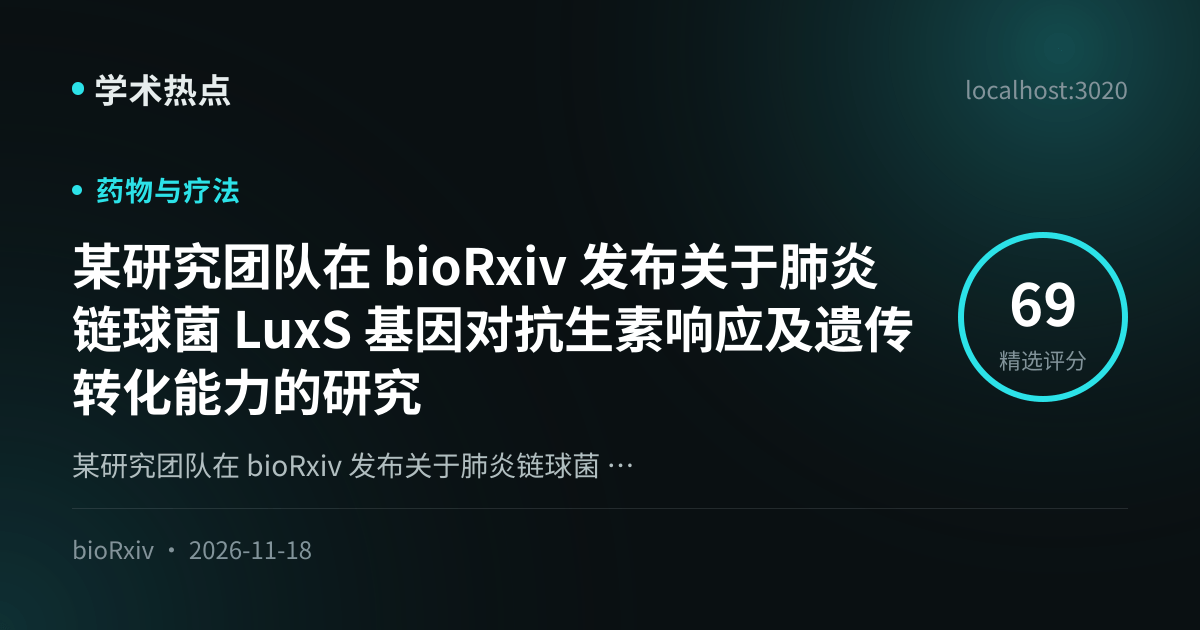 学术热点
localhost:3020
药物与疗法
某研究团队在 bioRxiv 发布关于肺炎
链球菌 LuxS 基因对抗生素响应及遗传
转化能力的研究
69
精选评分
某研究团队在 bioRxiv 发布关于肺炎链球菌 …
bioRxiv · 2026-11-18